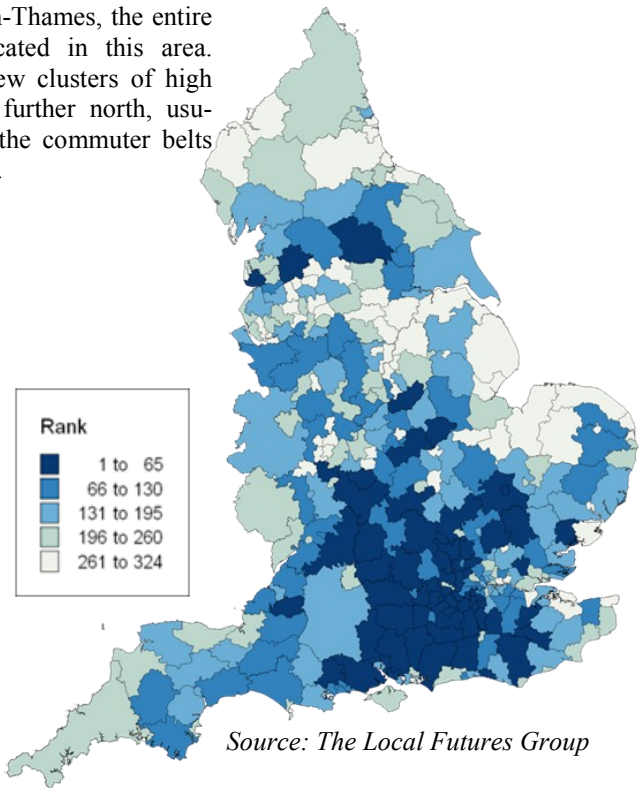 n-Thames, the entire
cated in this area.
ew clusters of high
further north, usu-
the commuter belts
Rank
1 to 65
66 to 130
131 to 195
196 to 260
261 to 324
Source: The Local Futures Group